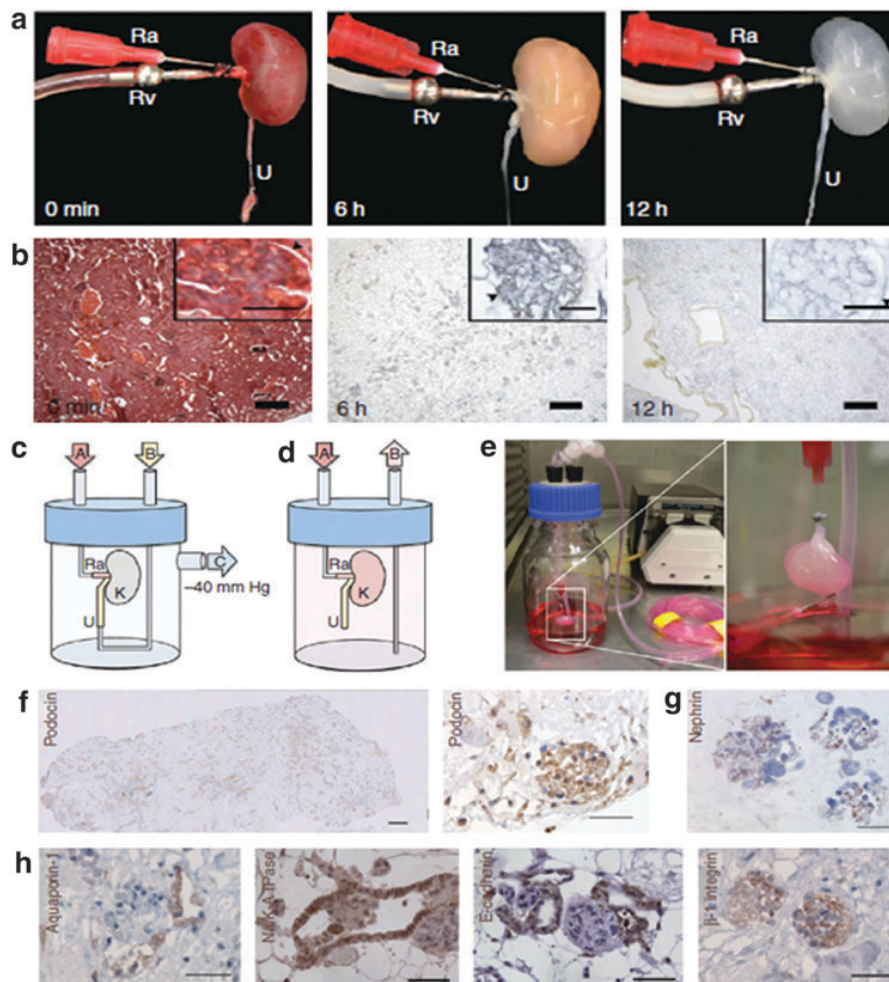 a
Ra
Rv
U
0 min
Ra
Rv
U
6 h
Ra
Rv
U
12 h
b
0 min
6 h
12 h
c
A
B
Ra
K
U
C
–40 mm Hg
d
A
B
Ra
K
U
e
f
Podocin
Podocin
g
Nephrin
h
Aquaporin-1
Na/K ATPase
E-cadherin
β-1 integrin